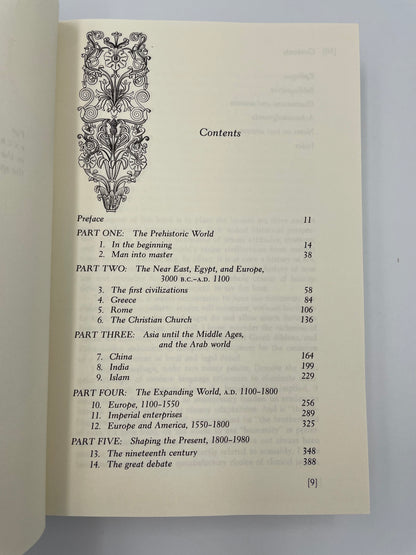 Contents
Preface 11
PART ONE: The Prehistoric World
1. In the beginning 14
2. Man into master 38
PART TWO: The Near East, Egypt, and Europe,
3000 B.C.–A.D. 1100
3. The first civilizations 58
4. Greece 84
5. Rome 106
6. The Christian Church 136
PART THREE: Asia until the Middle Ages,
and the Arab world
7. China 164
8. India 199
9. Islam 229
PART FOUR: The Expanding World, A.D. 1100–1800
10. Europe, 1100–1550 256
11. Imperial enterprises 289
12. Europe and America, 1550–1800 325
PART FIVE: Shaping the Present, 1800–1980
13. The nineteenth century 348
14. The great debate 388
[9]